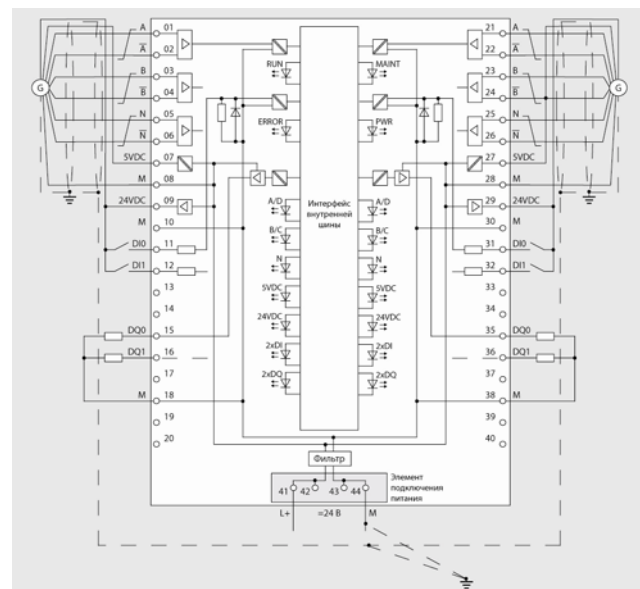 A 01 21 A
A 02 22 A
RUN MAINT
B 03 23 B
G G
B 04 24 B
N 05 25 N
ERROR PWR
N 06 26 N
5VDC 07 27 5VDC
M 08 28 M
Интерфейс
внутренней
шины
24VDC 09 A/D A/D 29 24VDC
M 10 30 M
B/C B/C
DI0 11 31 DI0
N N
DI1 12 32 DI1
13 5VDC 5VDC 33
14 24VDC 24VDC 34
DQ0 15 35 DQ0
2xDI 2xDI
DQ1 16 36 DQ1
17 2xDQ 2xDQ 37
M 18 38 M
19 39
20 40
Фильтр
Элемент
подключения
питания
41 42 43 44
L+ =24 В M